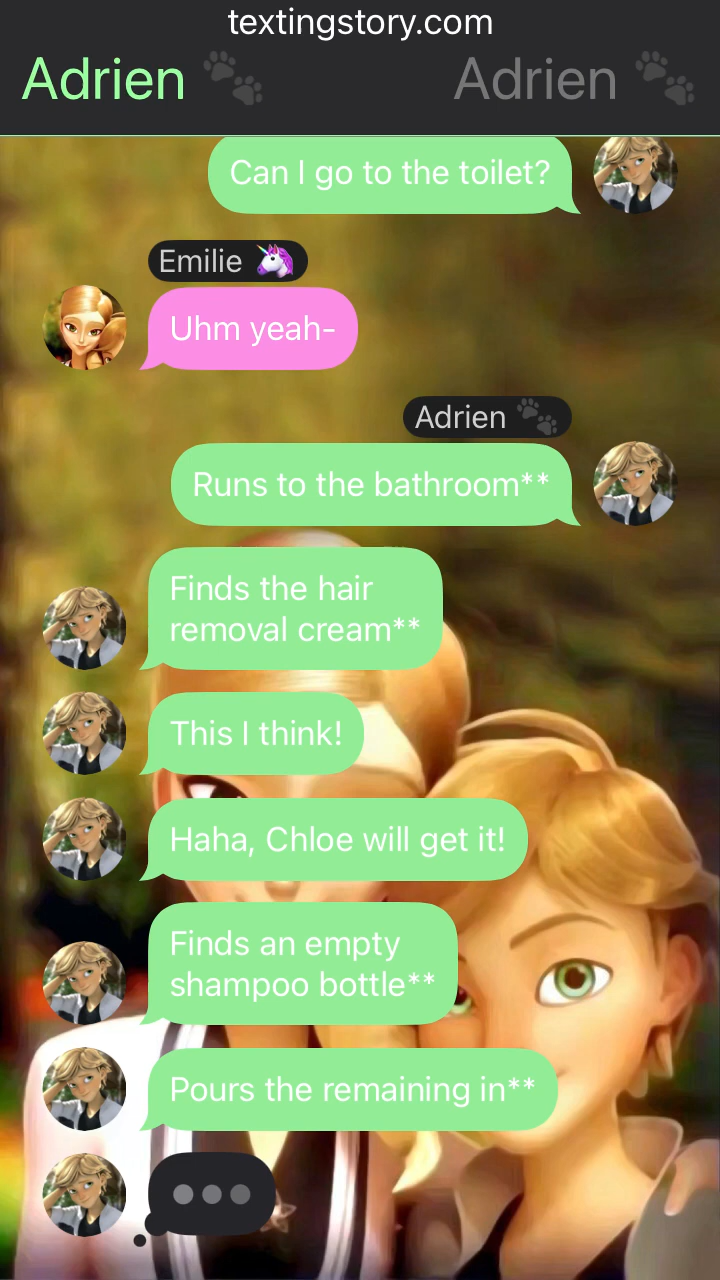 textingstory.com
Adrien 🐾 Adrien 🐾
Can I go to the toilet?
Emilie 🦄
Uhm yeah-
Adrien 🐾
Runs to the bathroom**
Finds the hair
removal cream**
This I think!
Haha, Chloe will get it!
Finds an empty
shampoo bottle**
Pours the remaining in**